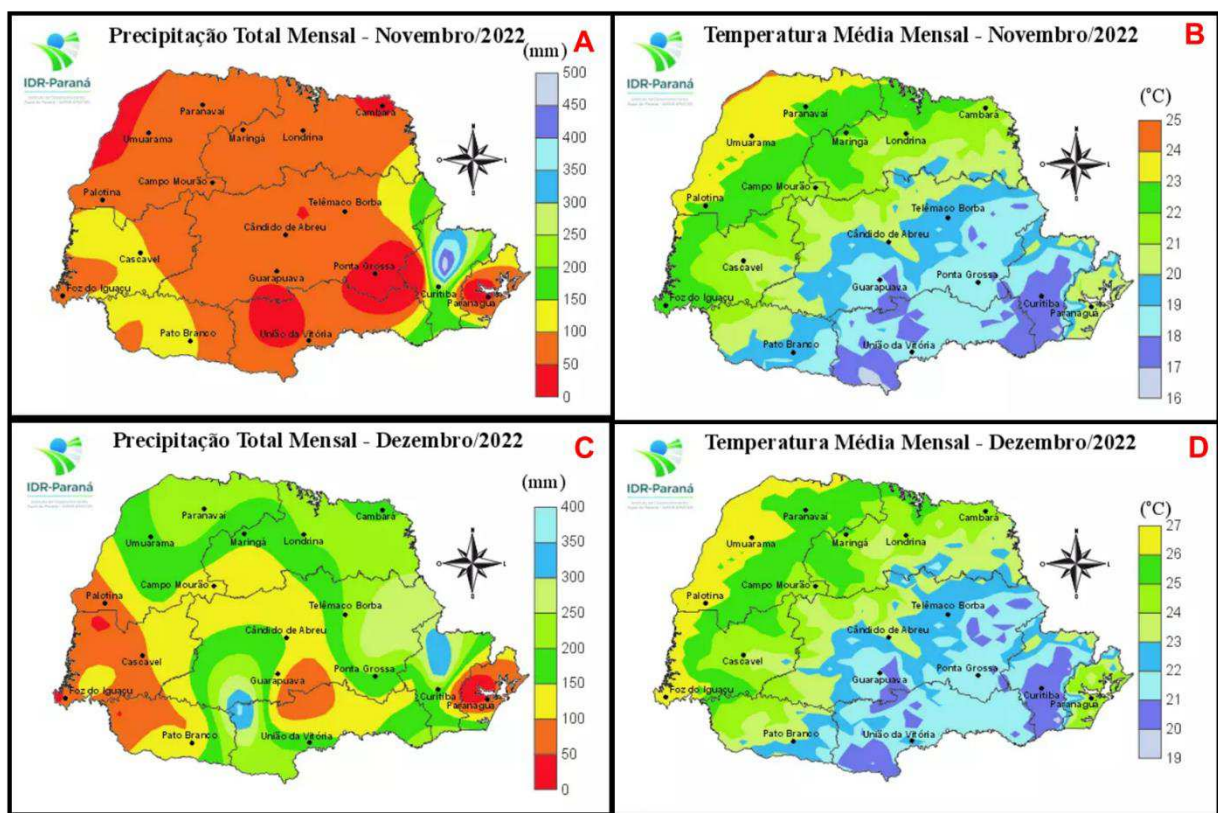 Precipitação Total Mensal - Novembro/2022
A
(mm)
IDR-Paraná
500
450
400
350
300
250
200
150
100
50
0
Paranavaí
Cambará
Umuarama
Maringá
Londrina
Campo Mourão
Palotina
Telêmaco Borba
Cândido de Abreu
Cascavel
Guarapuava
Ponta Grossa
Foz do Iguaçu
Curitiba
Paranaguá
Pato Branco
União da Vitória
N
O
L
S
Temperatura Média Mensal - Novembro/2022
B
(°C)
IDR-Paraná
25
24
23
22
21
20
19
18
17
16
Paranavaí
Cambará
Umuarama
Maringá
Londrina
Campo Mourão
Palotina
Telêmaco Borba
Cândido de Abreu
Cascavel
Guarapuava
Ponta Grossa
Foz do Iguaçu
Curitiba
Paranaguá
Pato Branco
União da Vitória
N
O
L
S
Precipitação Total Mensal - Dezembro/2022
C
(mm)
IDR-Paraná
400
350
300
250
200
150
100
50
0
Paranavaí
Cambará
Umuarama
Maringá
Londrina
Campo Mourão
Palotina
Telêmaco Borba
Cândido de Abreu
Cascavel
Guarapuava
Ponta Grossa
Foz do Iguaçu
Curitiba
Paranaguá
Pato Branco
União da Vitória
N
O
L
S
Temperatura Média Mensal - Dezembro/2022
D
(°C)
IDR-Paraná
27
26
25
24
23
22
21
20
19
Paranavaí
Cambará
Umuarama
Maringá
Londrina
Campo Mourão
Palotina
Telêmaco Borba
Cândido de Abreu
Cascavel
Guarapuava
Ponta Grossa
Foz do Iguaçu
Curitiba
Paranaguá
Pato Branco
União da Vitória
N
O
L
S